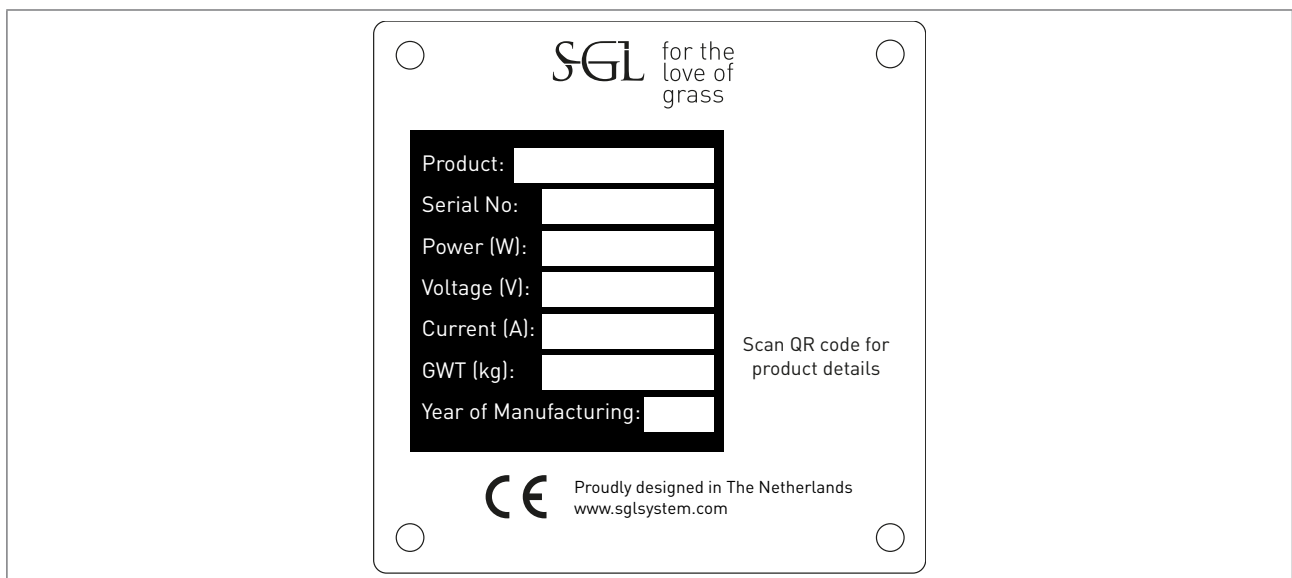 SGL
for the
love of
grass
Product:
Serial No:
Power (W):
Voltage (V):
Current (A):
GWT (kg):
Year of Manufacturing:
Scan QR code for
product details
CE
Proudly designed in The Netherlands
www.sglsystem.com